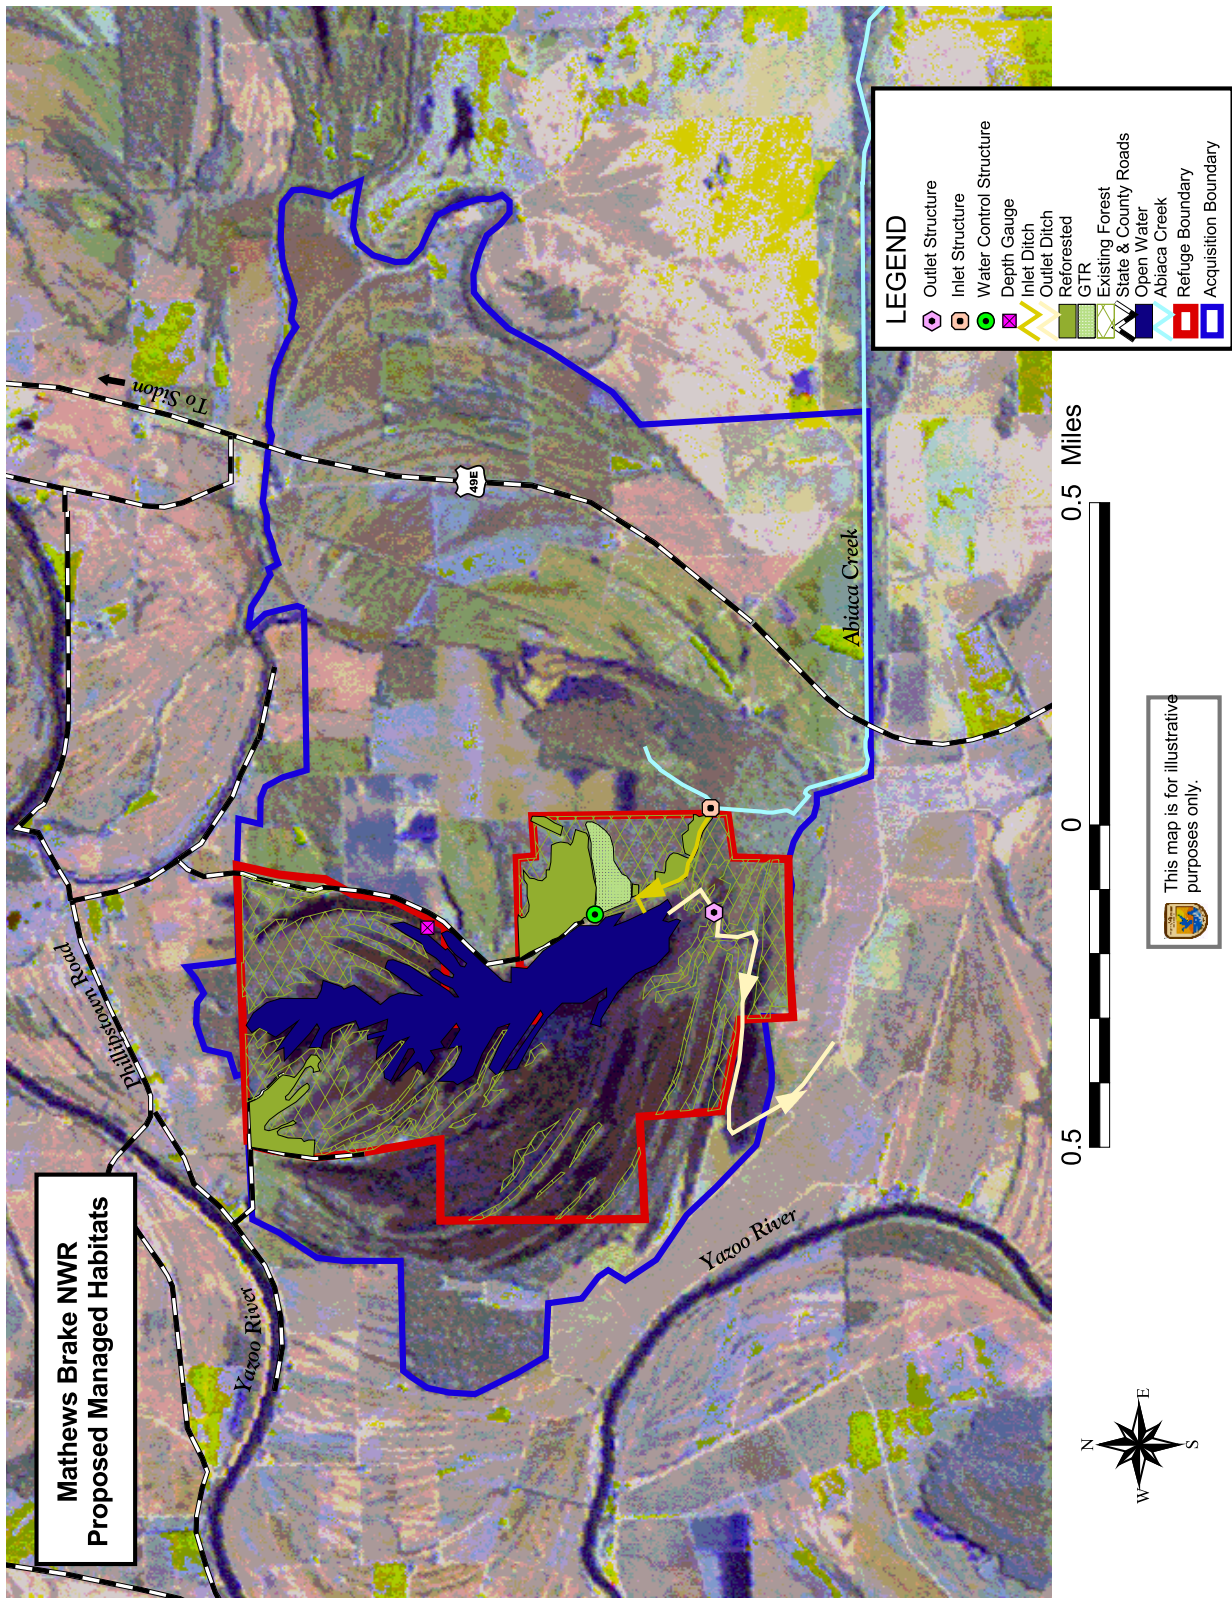 Mathews Brake NWR
Proposed Managed Habitats
To Sidon
49E
Phillipstown Road
Yazoo River
Yazoo River
Abiaca Creek
LEGEND
Outlet Structure
Inlet Structure
Water Control Structure
Depth Gauge
Inlet Ditch
Outlet Ditch
Reforested
GTR
Existing Forest
State & County Roads
Open Water
Abiaca Creek
Refuge Boundary
Acquisition Boundary
0.5 0 0.5 Miles
This map is for illustrative
purposes only.
N
W E
S